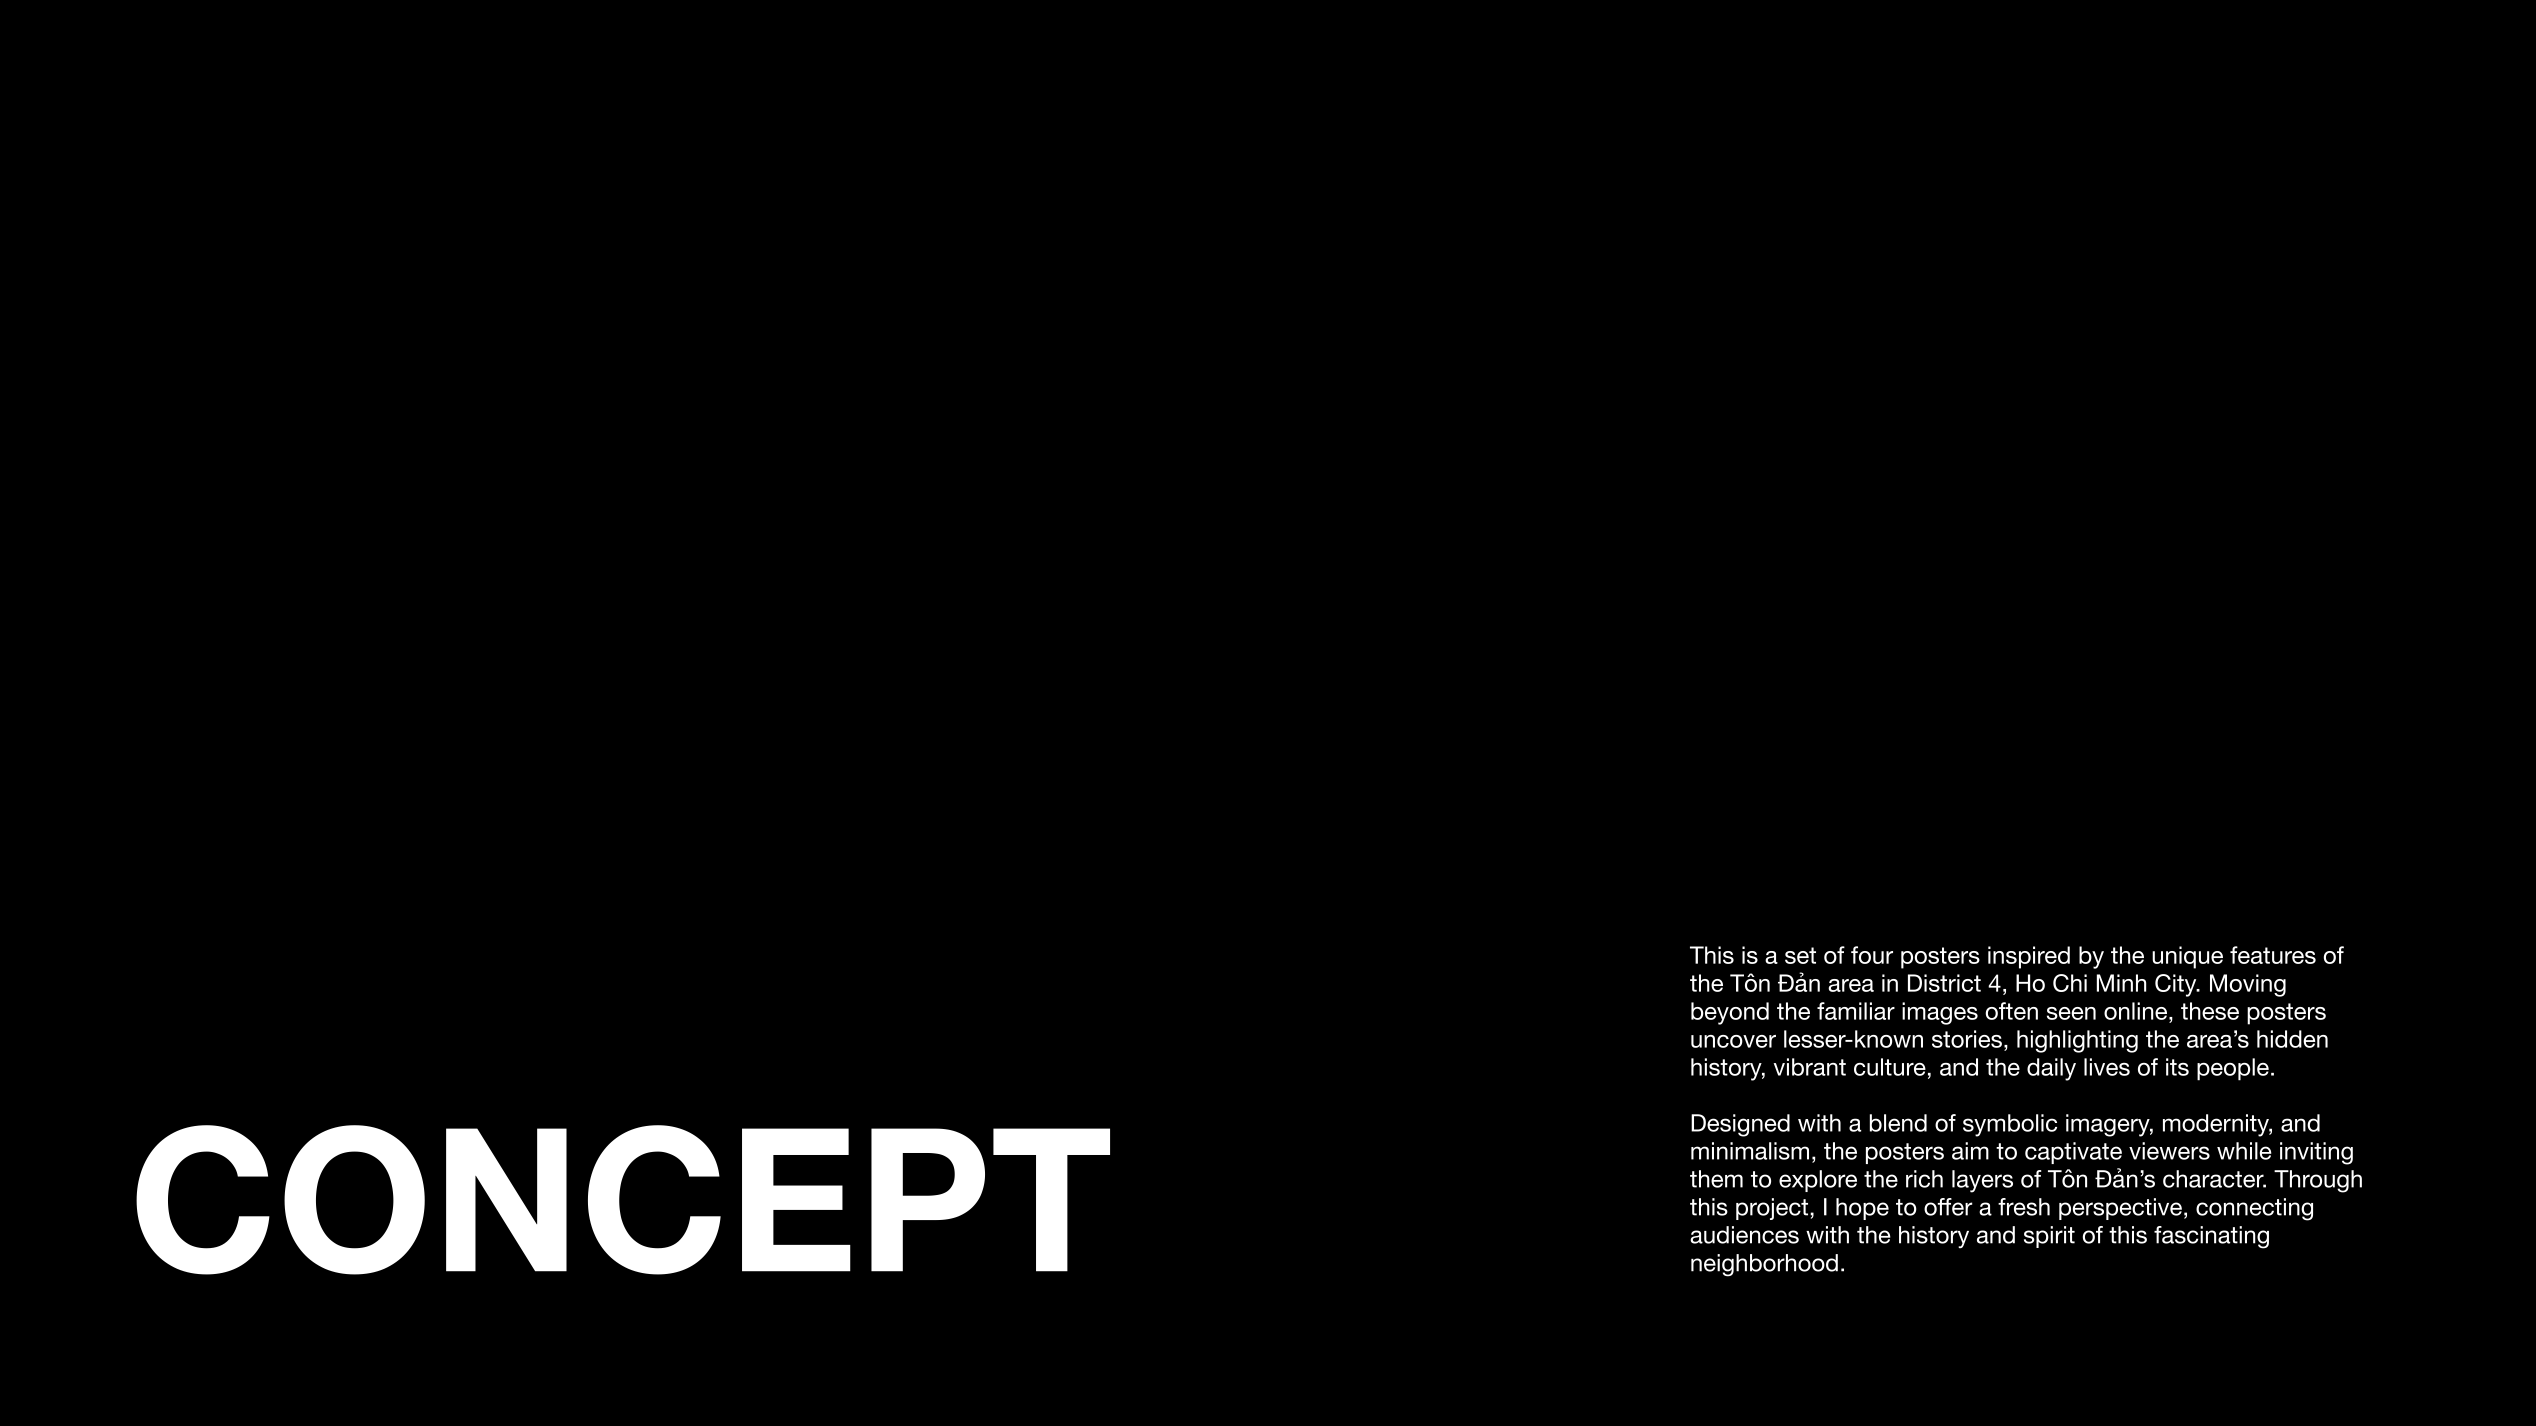 CONCEPT
This is a set of four posters inspired by the unique features of
the Tôn Đản area in District 4, Ho Chi Minh City. Moving
beyond the familiar images often seen online, these posters
uncover lesser-known stories, highlighting the area’s hidden
history, vibrant culture, and the daily lives of its people.
Designed with a blend of symbolic imagery, modernity, and
minimalism, the posters aim to captivate viewers while inviting
them to explore the rich layers of Tôn Đản’s character. Through
this project, I hope to offer a fresh perspective, connecting
audiences with the history and spirit of this fascinating
neighborhood.